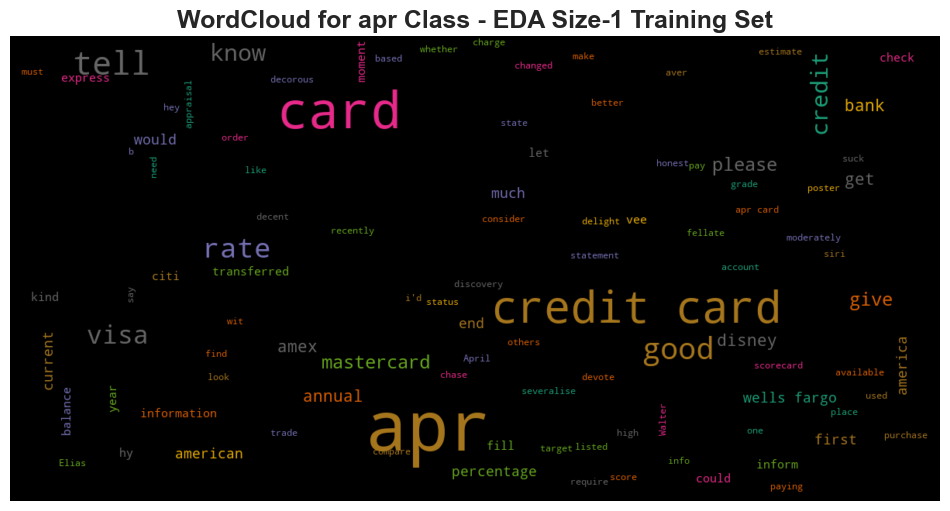 WordCloud for apr Class - EDA Size-1 Training Set
must
tell
express
know
moment
based
whether
charge
changed
make
aver
estimate
check
credit
bank
hey
appraisal
decorous
card
better
state
would
b
order
need
like
let
much
honest
pay
please
suck
get
grade
poster
decent
recently
consider
apr card
delight
vee
fellate
moderately
siri
rate
transferred
statement
account
citi
kind
say
discovery
i'd
status
end
credit card
give
wit
visa
find
amex
mastercard
April
others
good
disney
current
look
chase
several­ise
devote
scorecard
available
america
balance
year
information
annual
wells fargo
used
place
trade
apr
Walter
one
first
purchase
hy
american
compare
fill
target
listed
high
Elias
percentage
require
score
info
could
inform
paying